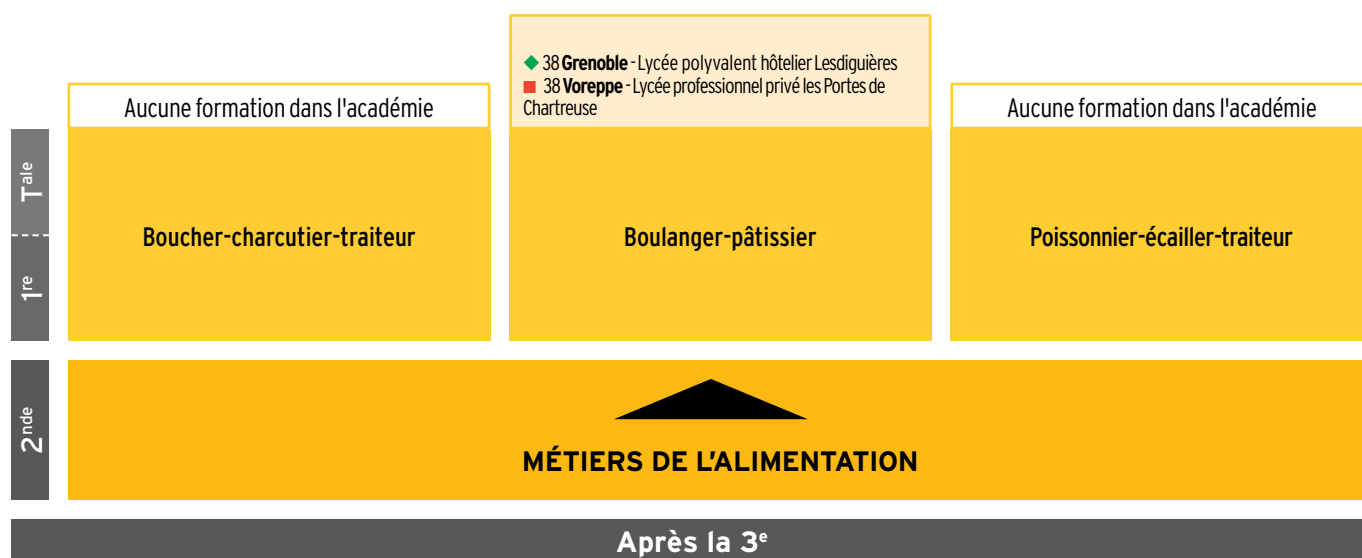 ◆ 38 Grenoble - Lycée polyvalent hôtelier Lesdiguières
■ 38 Voreppe - Lycée professionnel privé les Portes de
Chartreuse
Aucune formation dans l'académie
Aucune formation dans l'académie
Tale
1re
Boucher-charcutier-traiteur
Boulanger-pâtissier
Poissonnier-écailler-traiteur
2nde
MÉTIERS DE L'ALIMENTATION
Après la 3e